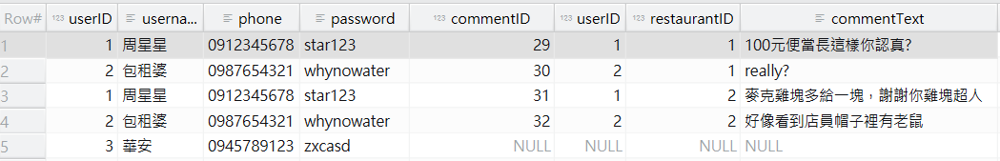 Row# 123 userID username... phone password 123 commentID 123 userID 123 restaurantID commentText
1 1 周星星 0912345678 star123 29 1 1 100元便當長這樣你認真?
2 2 包租婆 0987654321 whynowater 30 2 1 really?
3 1 周星星 0912345678 star123 31 1 2 麥克雞塊多給一塊，謝謝你雞塊超人
4 2 包租婆 0987654321 whynowater 32 2 2 好像看到店員帽子裡有老鼠
5 3 華安 0945789123 zxcasd NULL NULL NULL NULL